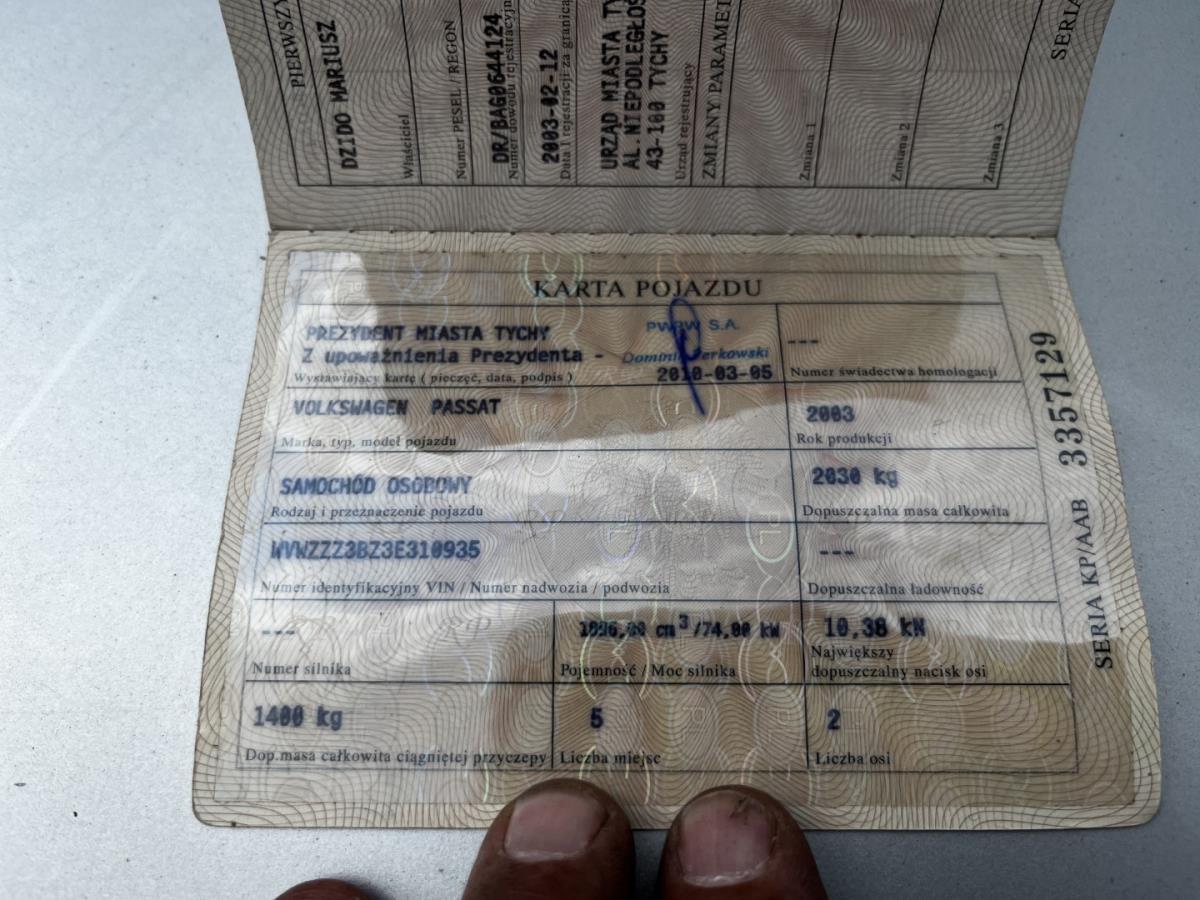 PIERWSZY
DZIDO MARIUSZ
Właściciel
Numer PESEL / REGON
DR/BAG0644124
Numer dowodu rejestracyjn
2003-02-12
Data I rejestracji za granicą
URZĄD MIASTA TY
AL. NIEPODLEGŁOŚ
43-100 TYCHY
Urząd rejestrujący
ZMIANY PARAMET
Zmiana 1
Zmiana 2
Zmiana 3
SERIA
KARTA POJAZDU
PREZYDENT MIASTA TYCHY
Z upoważnienia Prezydenta -
PWPW S.A.
Dominik erkowski
2010-03-05
Wystawiający kartę ( pieczęć, data, podpis )
---
Numer świadectwa homologacji
VOLKSWAGEN PASSAT
Marka, typ, model pojazdu
2003
Rok produkcji
SAMOCHÓD OSOBOWY
Rodzaj i przeznaczenie pojazdu
2030 kg
Dopuszczalna masa całkowita
WVWZZZ3BZ3E310935
Numer identyfikacyjny VIN / Numer nadwozia / podwozia
---
Dopuszczalna ładowność
---
Numer silnika
1896,00 cm³/74,00 kW
Pojemność / Moc silnika
10,38 kN
Największy
dopuszczalny nacisk osi
1400 kg
Dop.masa całkowita ciągniętej przyczepy
5
Liczba miejsc
2
Liczba osi
SERIA KP/AAB 3357129